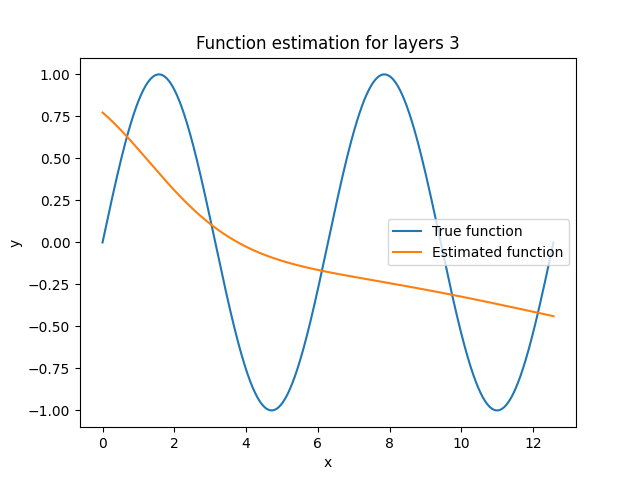 Function estimation for layers 3
1.00
0.75
0.50
0.25
0.00
−0.25
−0.50
−0.75
−1.00
y
True function
Estimated function
0 2 4 6 8 10 12
x